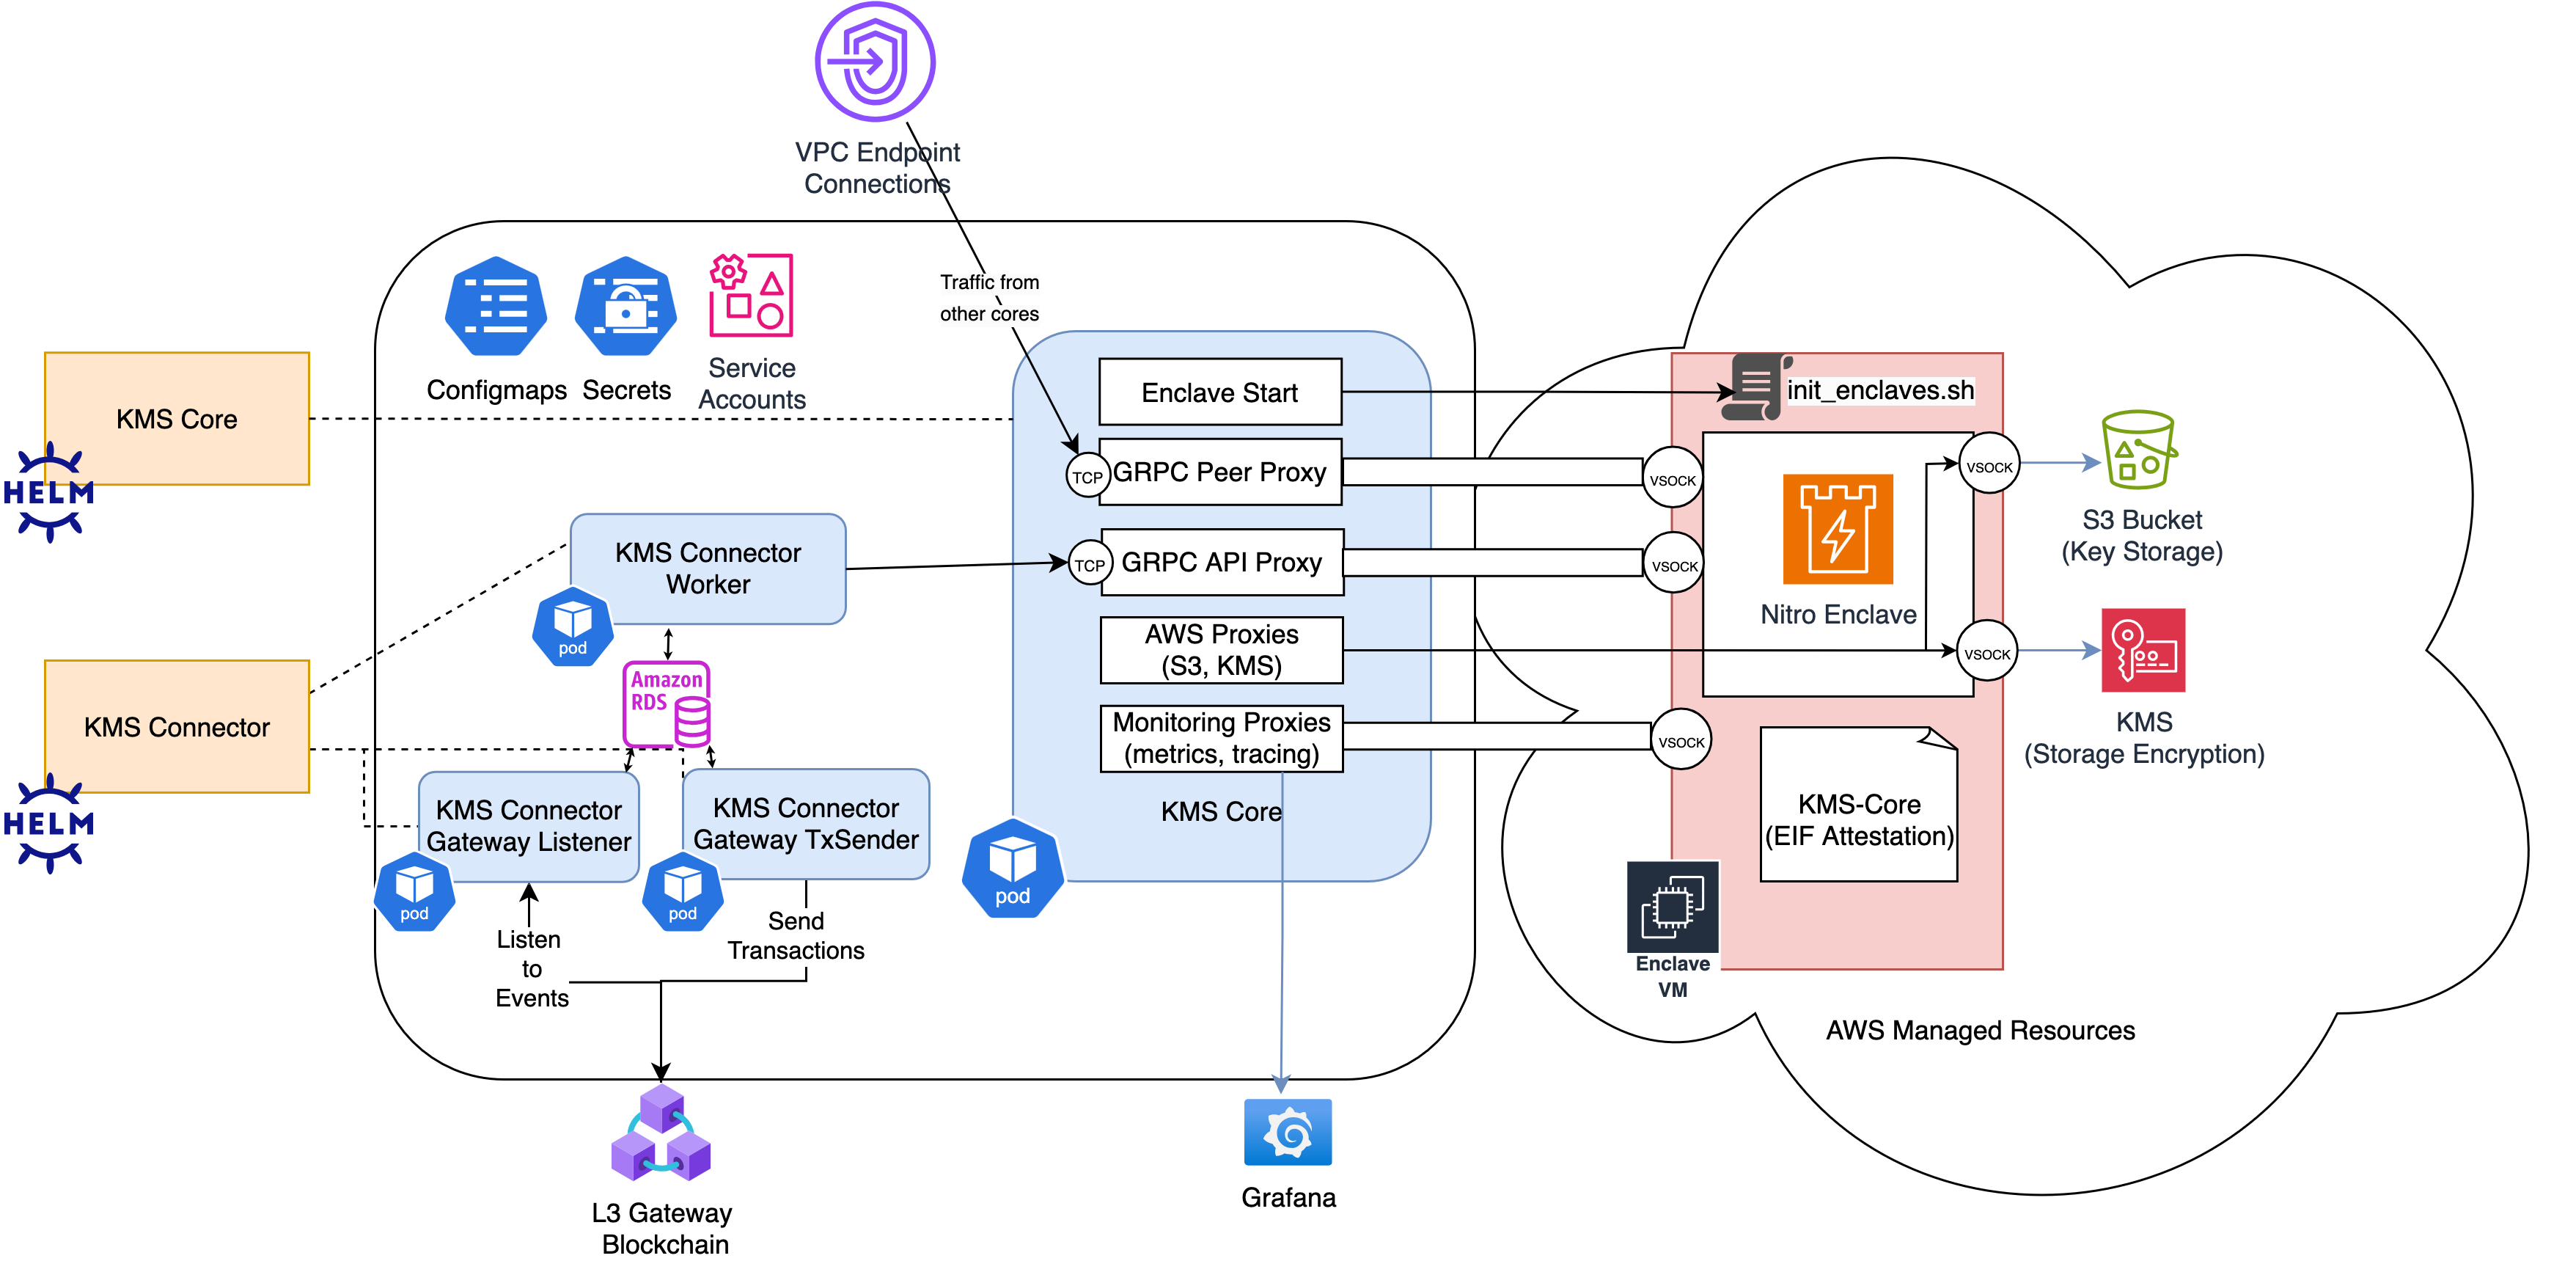 VPC Endpoint
Connections
Traffic from
other cores
Configmaps
Secrets
Service
Accounts
KMS Core
HELM
KMS Connector
HELM
KMS Connector
Worker
pod
Amazon
RDS
KMS Connector
Gateway Listener
pod
KMS Connector
Gateway TxSender
pod
Listen
to
Events
Send
Transactions
L3 Gateway
Blockchain
Enclave Start
TCP
GRPC Peer Proxy
TCP
GRPC API Proxy
AWS Proxies
(S3, KMS)
Monitoring Proxies
(metrics, tracing)
KMS Core
pod
Grafana
init_enclaves.sh
VSOCK
VSOCK
VSOCK
Nitro Enclave
VSOCK
VSOCK
S3 Bucket
(Key Storage)
KMS
(Storage Encryption)
KMS-Core
(EIF Attestation)
Enclave
VM
AWS Managed Resources